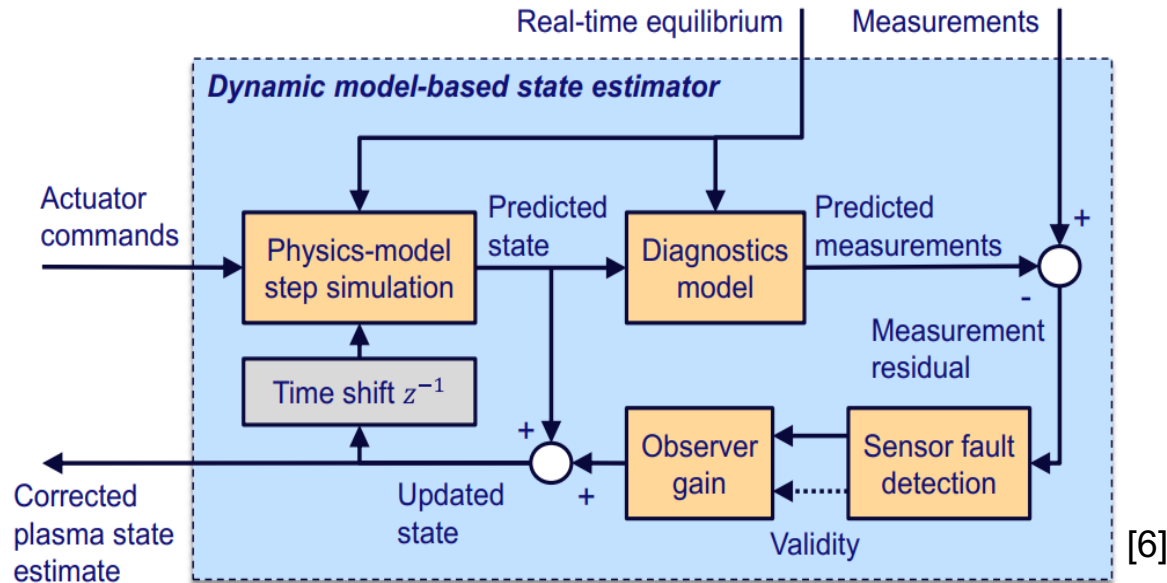 Real-time equilibrium
Measurements
Dynamic model-based state estimator
Actuator
commands
Physics-model
step simulation
Predicted
state
Diagnostics
model
Predicted
measurements
+
-
Measurement
residual
Time shift z⁻¹
+
+
Observer
gain
Sensor fault
detection
Updated
state
Validity
Corrected
plasma state
estimate
[6]